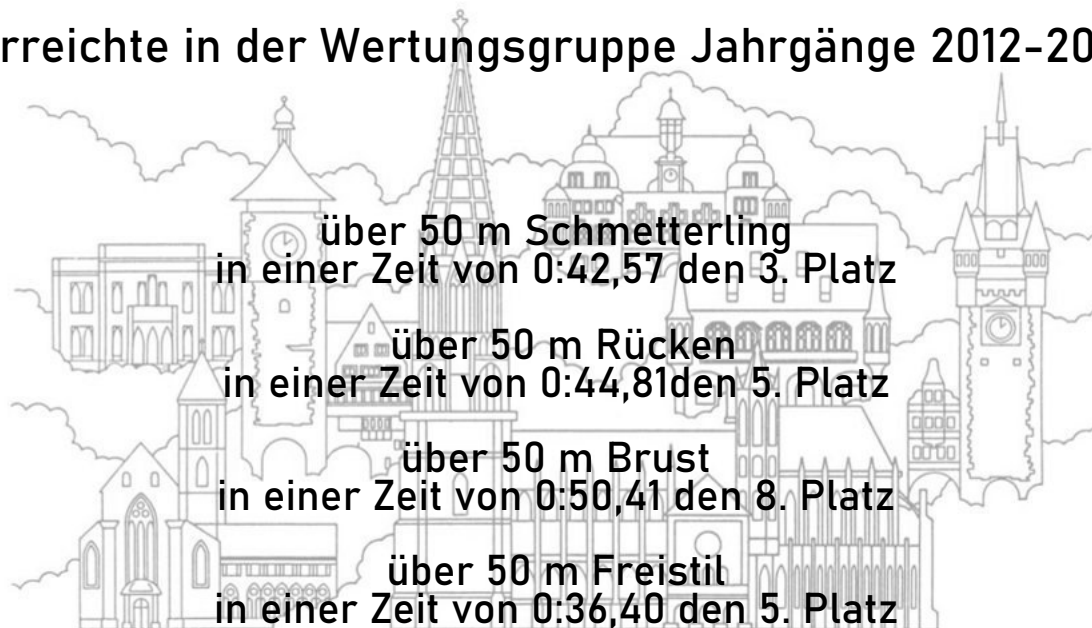 rreichte in der Wertungsgruppe Jahrgänge 2012-20
über 50 m Schmetterling
in einer Zeit von 0:42,57 den 3. Platz
über 50 m Rücken
in einer Zeit von 0:44,81den 5. Platz
über 50 m Brust
in einer Zeit von 0:50,41 den 8. Platz
über 50 m Freistil
in einer Zeit von 0:36,40 den 5. Platz